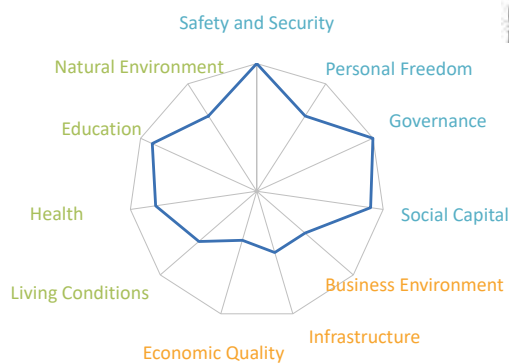 Safety and Security
Natural Environment
Personal Freedom
Education
Governance
Health
Social Capital
Living Conditions
Business Environment
Infrastructure
Economic Quality